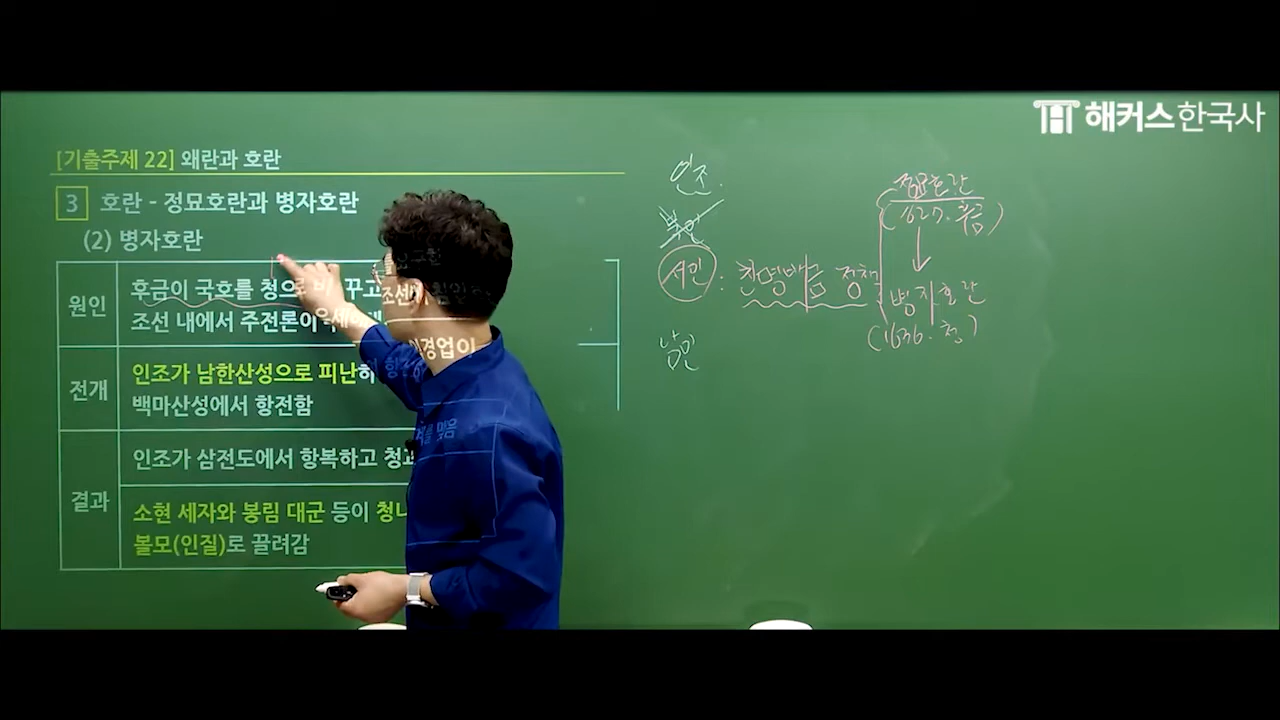 해커스한국사
[기출주제 22] 왜란과 호란
3 호란 - 정묘호란과 병자호란
(2) 병자호란
원인
후금이 국호를 청으로 바꾸고
조선 내에서 주전론이
전개
인조가 남한산성으로 피난
경업이
백마산성에서 항전함
결과
인조가 삼전도에서 항복하고 청과
소현 세자와 봉림 대군 등이 청나
볼모(인질)로 끌려감
인조.
북인
서인 : 친명배금 정책
남인
정묘호란
(1627. 후금)
병자호란
(1636. 청)